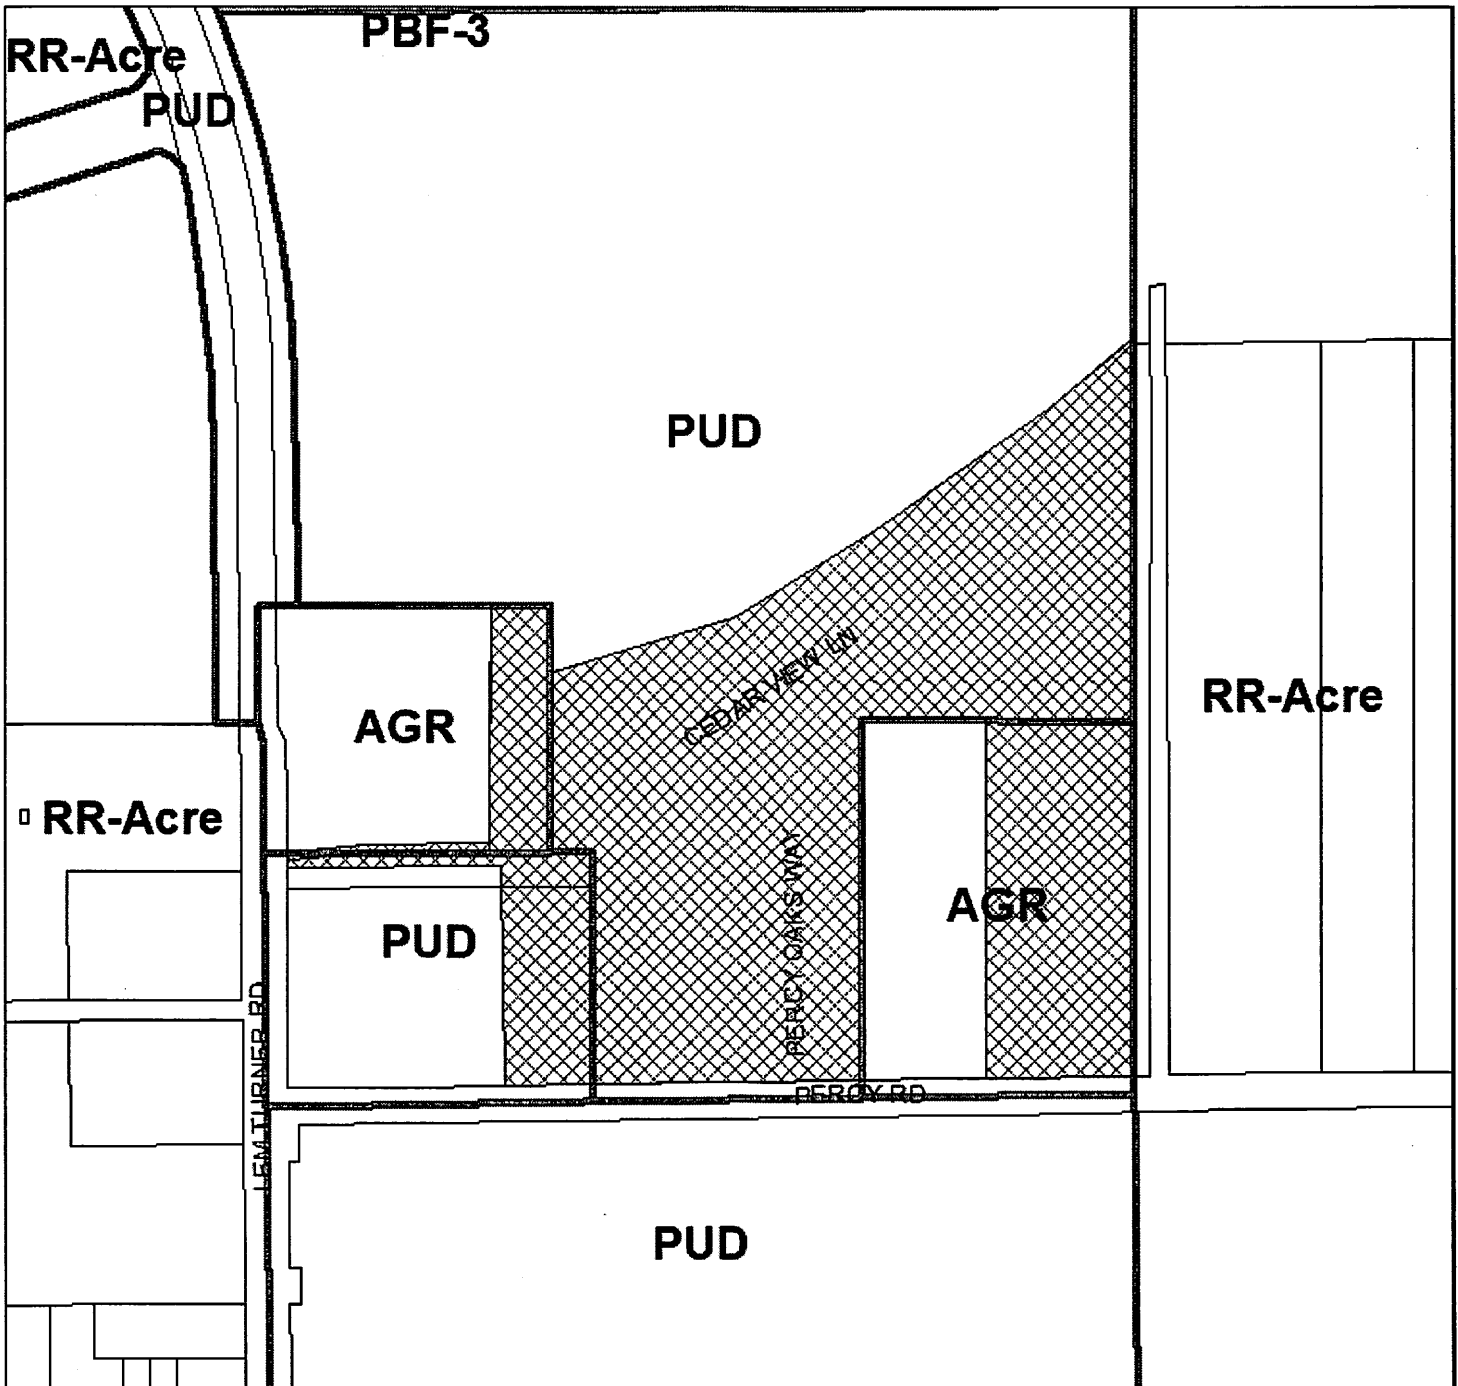 PBF-3
RR-Acre
PUD
PUD
CEDAR VIEW LN
RR-Acre
AGR
RR-Acre
PERCY OAKS WAY
AGR
PUD
LEM TURNER RD
PERCY RD
PUD